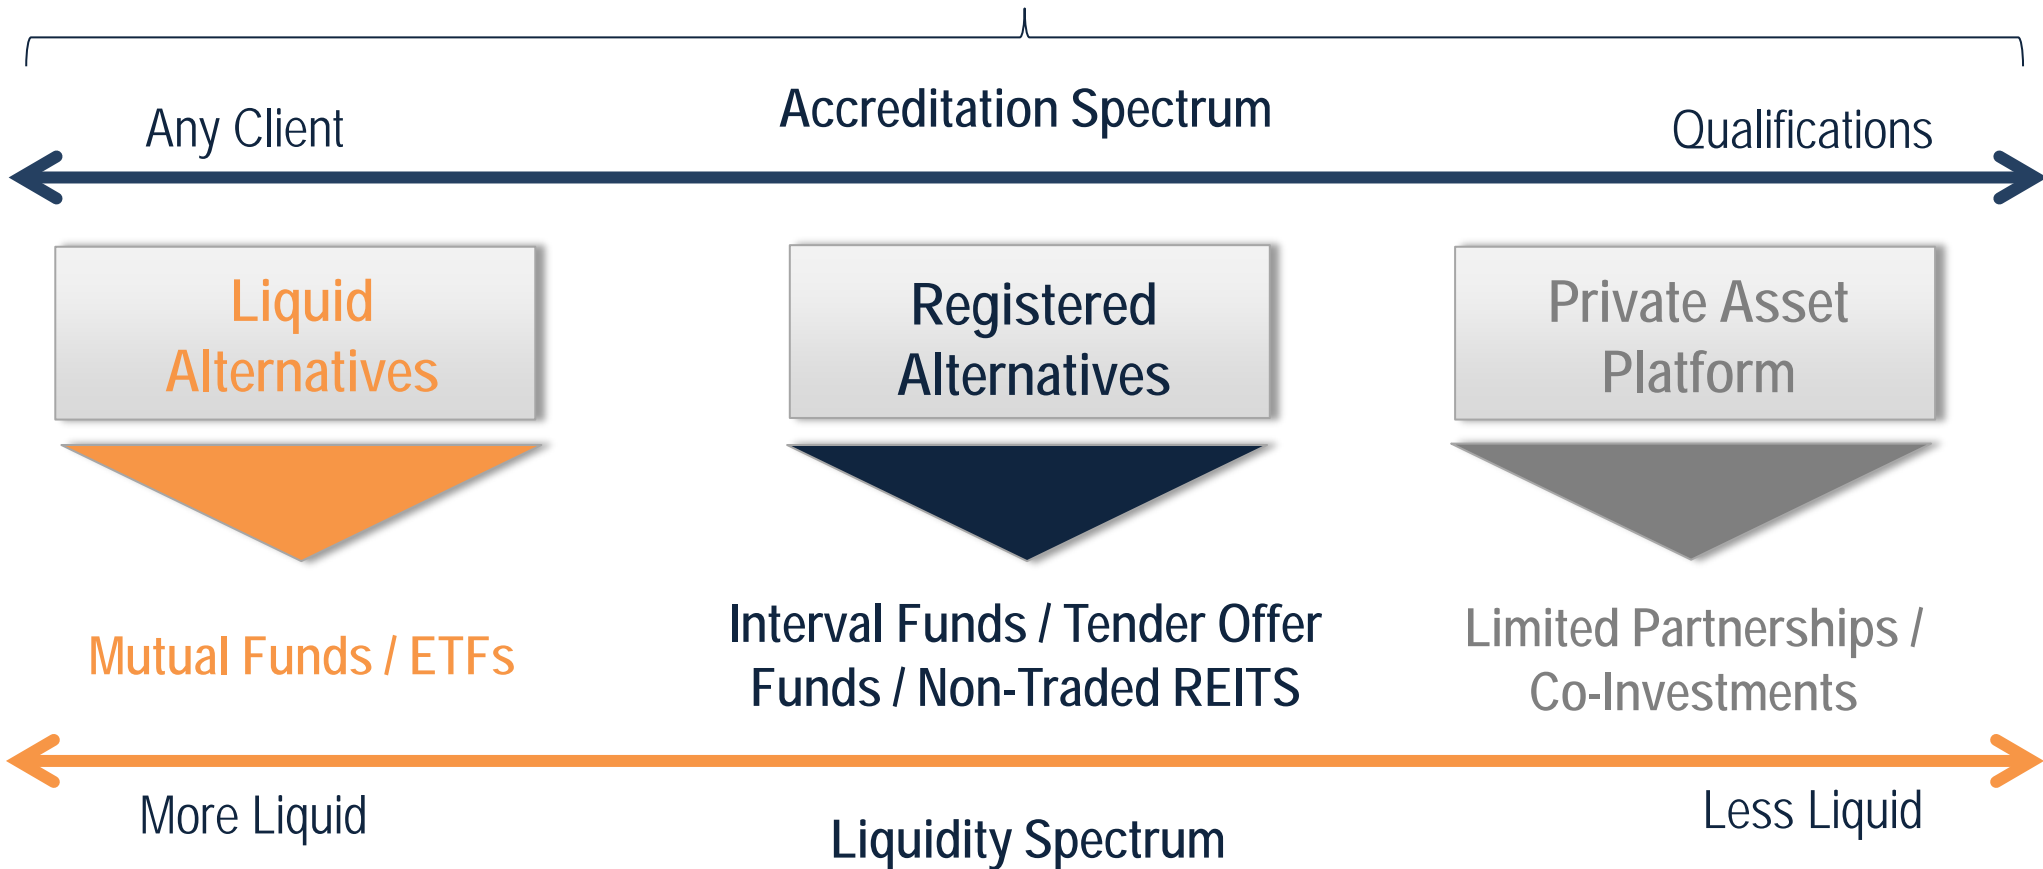 Accreditation Spectrum
Any Client
Qualifications
Liquid
Alternatives
Registered
Alternatives
Private Asset
Platform
Mutual Funds / ETFs
Interval Funds / Tender Offer
Funds / Non-Traded REITS
Limited Partnerships /
Co-Investments
More Liquid
Less Liquid
Liquidity Spectrum